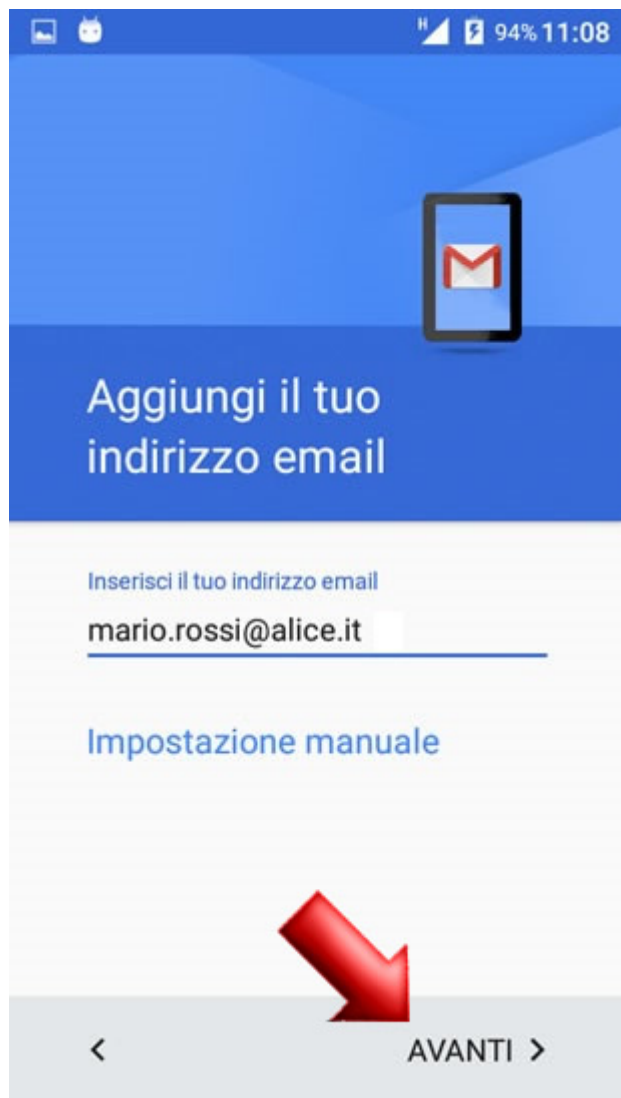 H 94% 11:08
Aggiungi il tuo
indirizzo email
Inserisci il tuo indirizzo email
mario.rossi@alice.it
Impostazione manuale
AVANTI